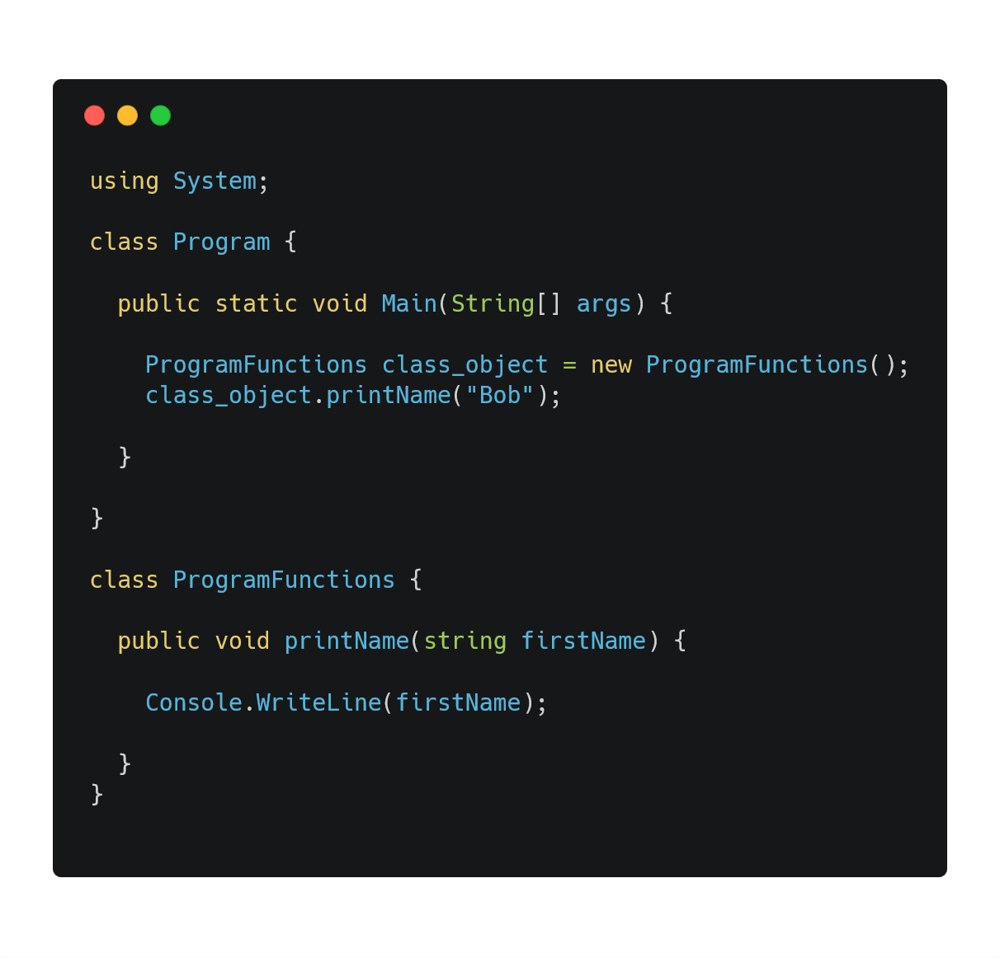 using System;
class Program {
public static void Main(String[] args) {
ProgramFunctions class_object = new ProgramFunctions();
class_object.printName("Bob");
}
}
class ProgramFunctions {
public void printName(string firstName) {
Console.WriteLine(firstName);
}
}